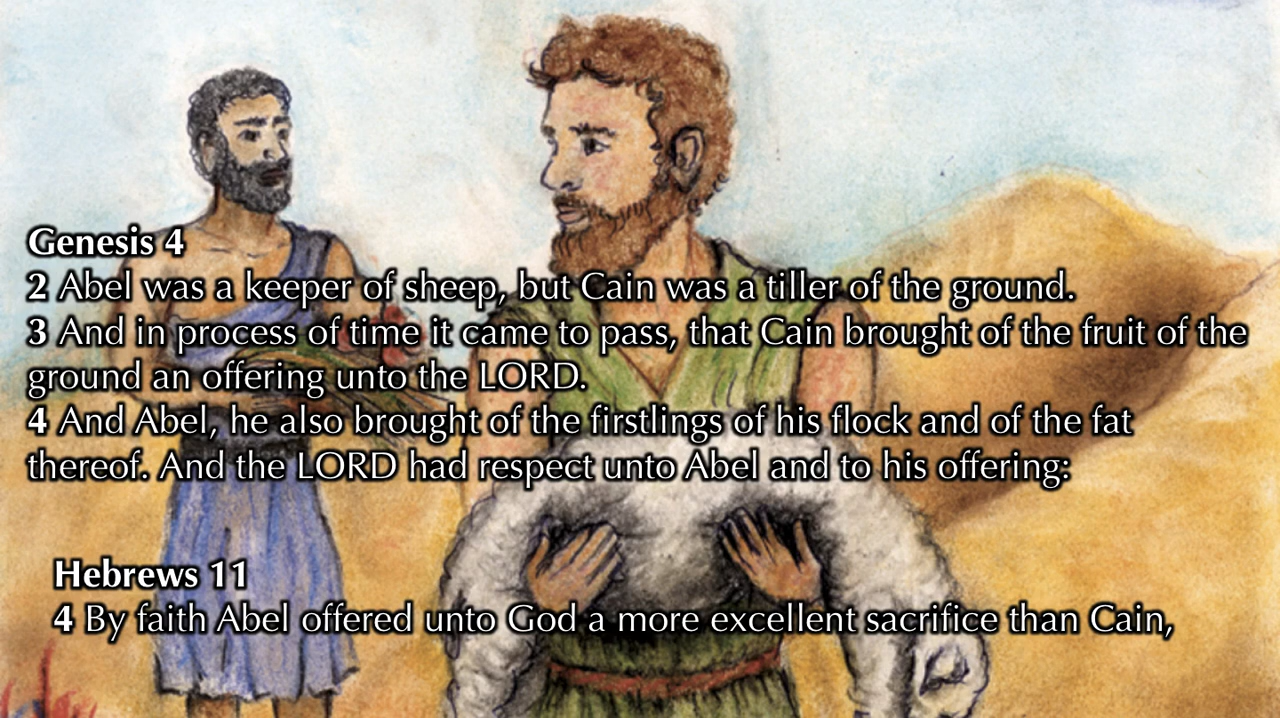 Genesis 4
2 Abel was a keeper of sheep, but Cain was a tiller of the ground.
3 And in process of time it came to pass, that Cain brought of the fruit of the
ground an offering unto the LORD.
4 And Abel, he also brought of the firstlings of his flock and of the fat
thereof. And the LORD had respect unto Abel and to his offering:
Hebrews 11
4 By faith Abel offered unto God a more excellent sacrifice than Cain,